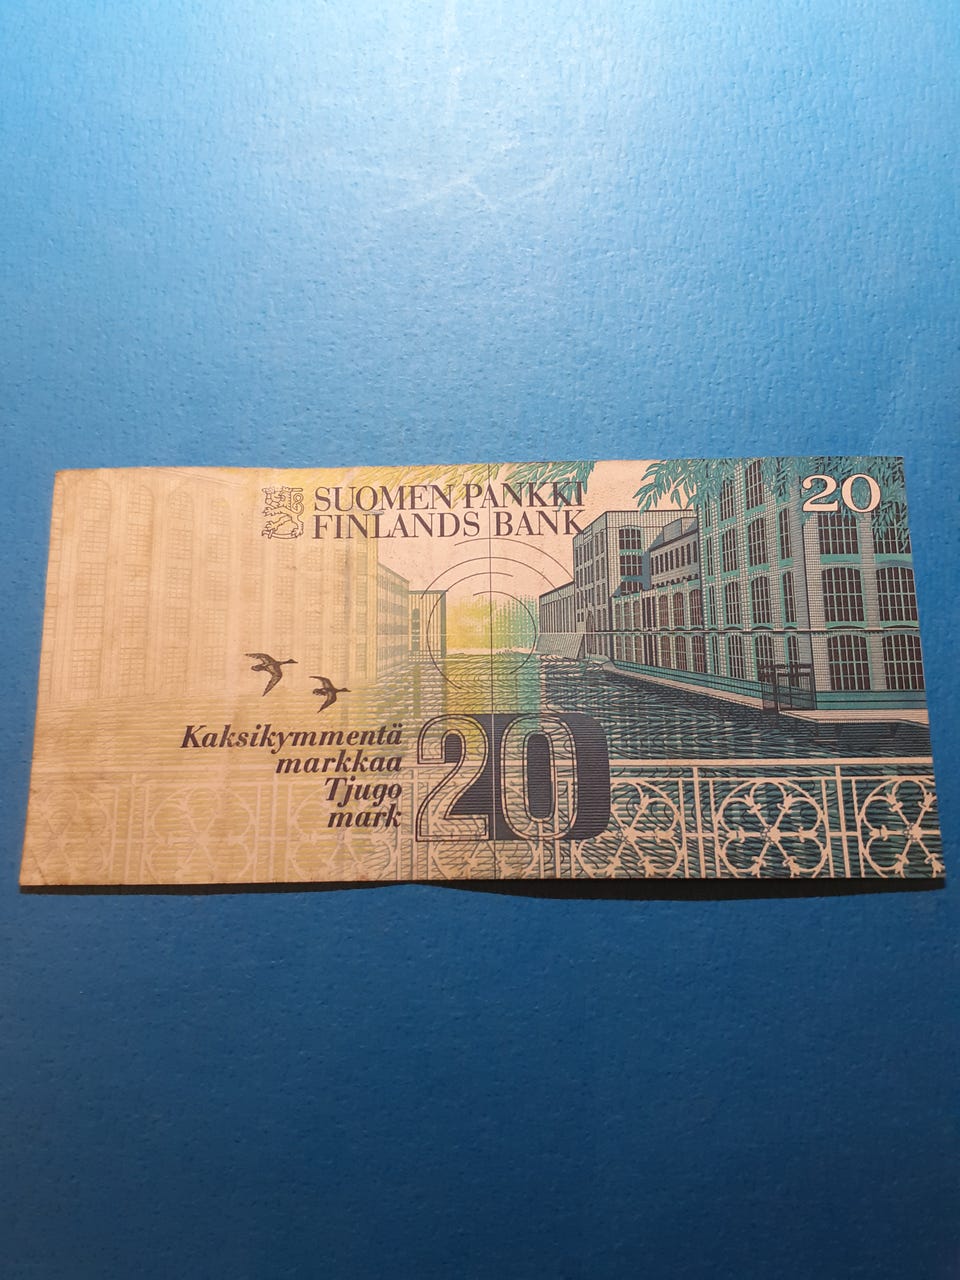 SUOMEN PANKKI
FINLANDS BANK
20
Kaksikymmentä
markkaa
Tjugo
mark
20